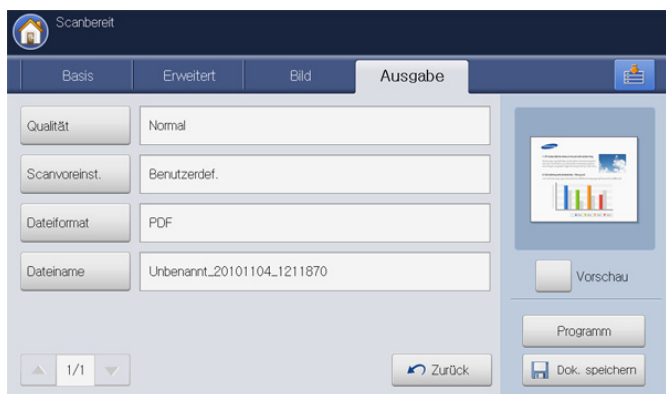 Scanbereit
Basis
Erweitert
Bild
Ausgabe
Qualität
Normal
Scanvoreinst.
Benutzerdef.
Dateiformat
PDF
Dateiname
Unbenannt_20101104_1211870
Vorschau
Programm
1/1
Zurück
Dok. speichern